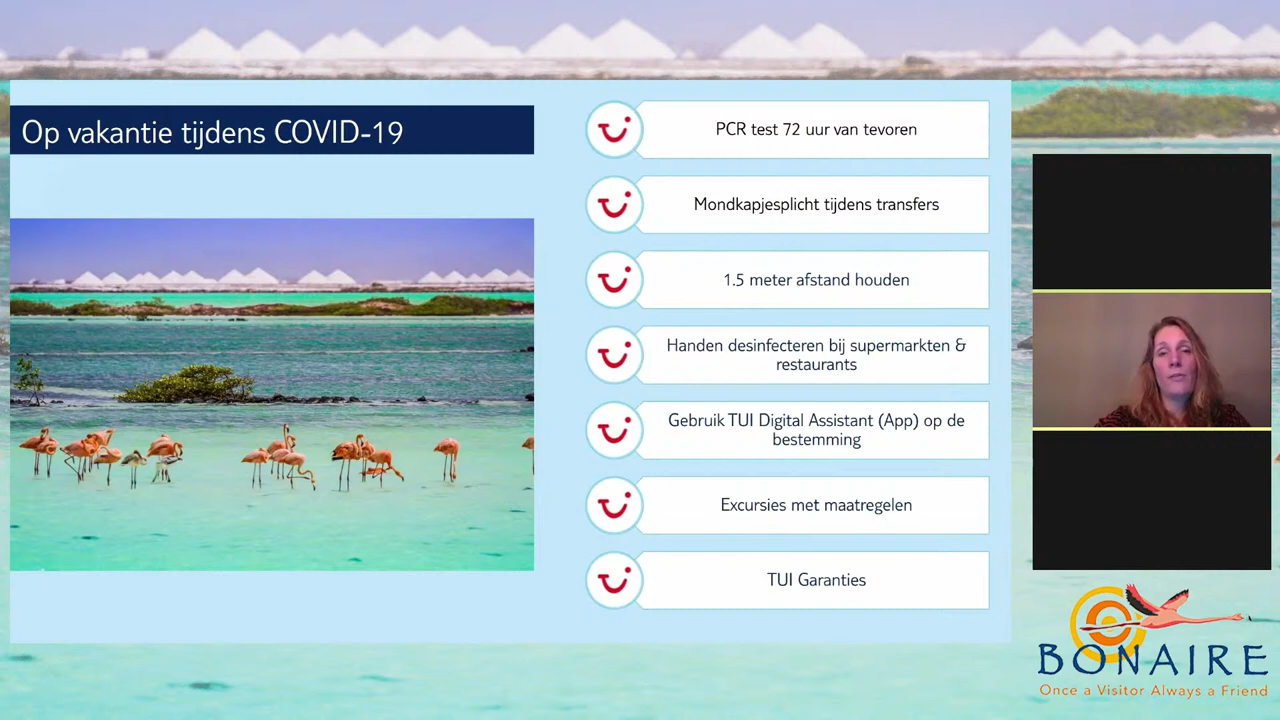 Op vakantie tijdens COVID-19
PCR test 72 uur van tevoren
Mondkapjesplicht tijdens transfers
1.5 meter afstand houden
Handen desinfecteren bij supermarkten &
restaurants
Gebruik TUI Digital Assistant (App) op de
bestemming
Excursies met maatregelen
TUI Garanties
BONAIRE
Once a Visitor Always a Friend